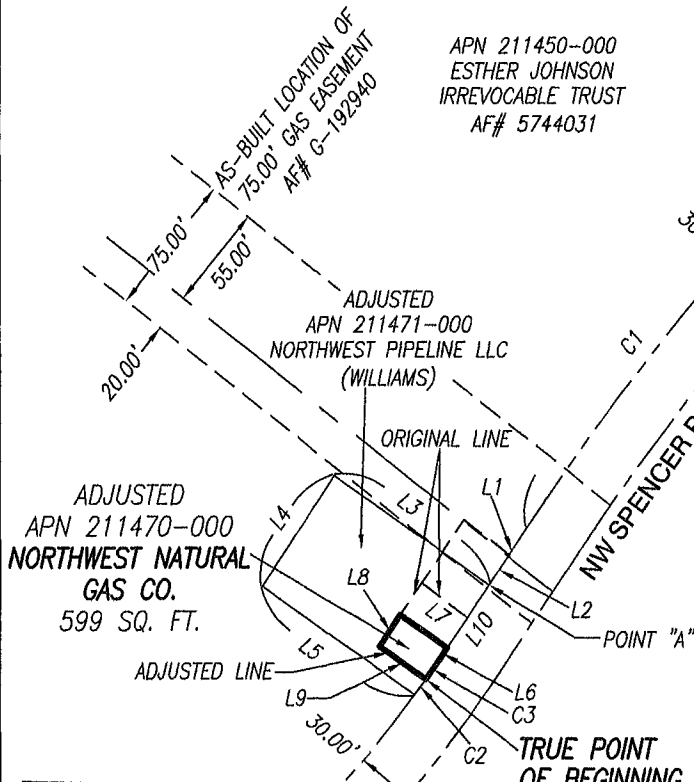 AS-BUILT LOCATION OF
75.00' GAS EASEMENT
AF# G-192940
APN 211450-000
ESTHER JOHNSON
IRREVOCABLE TRUST
AF# 5744031
75.00'
55.00'
20.00'
ADJUSTED
APN 211471-000
NORTHWEST PIPELINE LLC
(WILLIAMS)
C1
ORIGINAL LINE
NW SPENCER
L1
L3
L4
ADJUSTED
APN 211470-000
NORTHWEST NATURAL
GAS CO.
599 SQ. FT.
L8
L7
L10
L2
POINT "A"
L5
ADJUSTED LINE
L9
L6
C3
C2
30.00'
TRUE POINT
OF BEGINNING